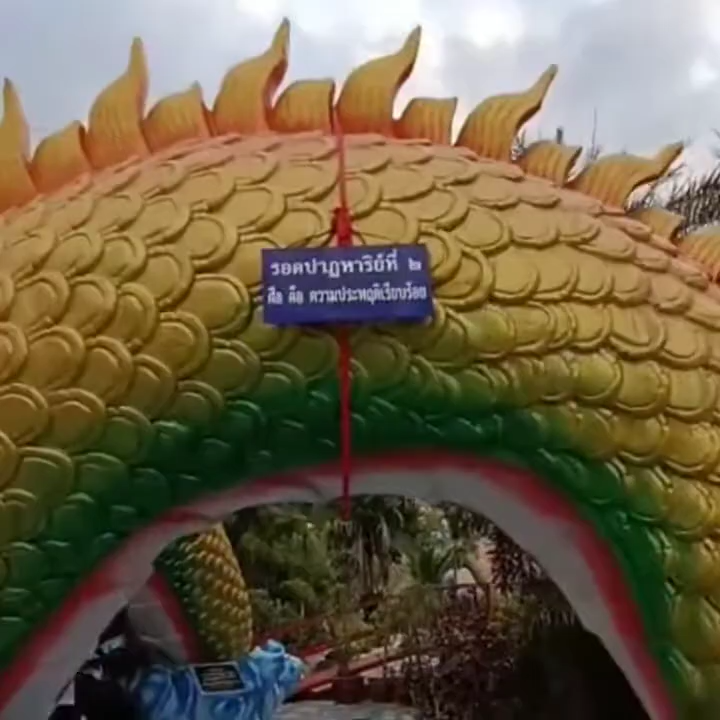 รอดปาฏหาริย์ที่ ๒
ศีล คือ ความประพฤติเรียบร้อย